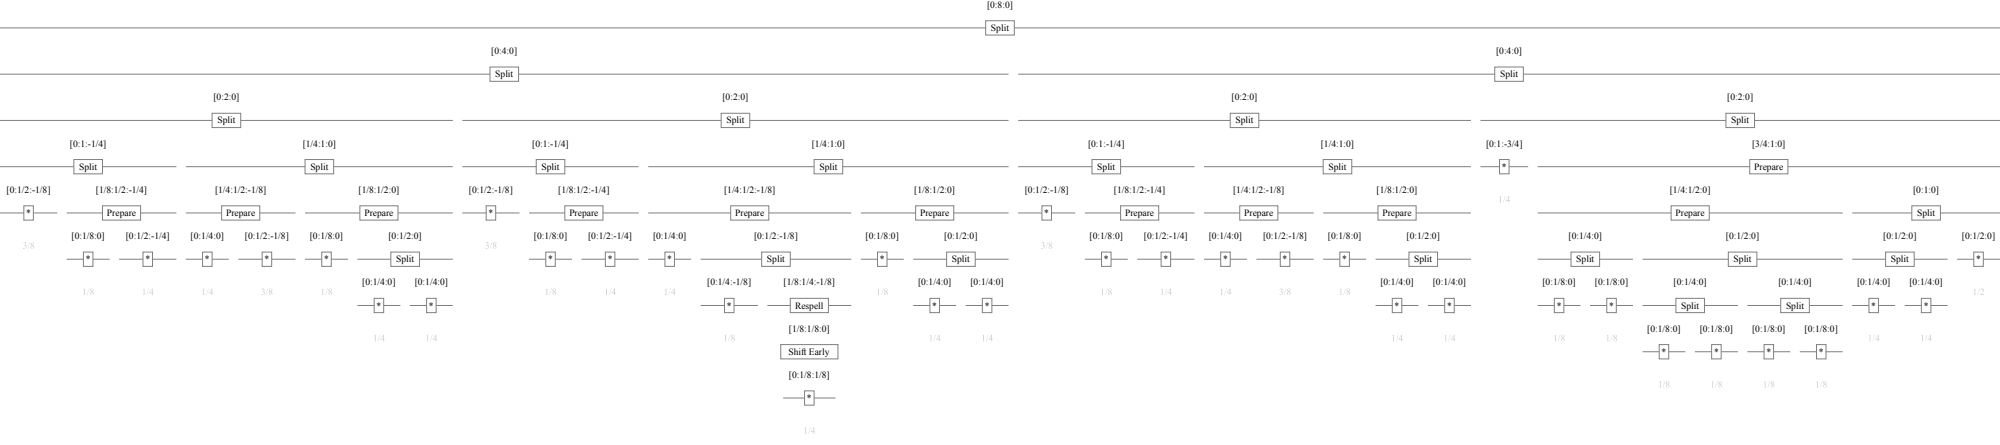 [0:8:0]
Split
[0:4:0] [0:4:0]
Split Split
[0:2:0] [0:2:0] [0:2:0] [0:2:0]
Split Split Split Split
[0:1:-1/4] [1/4:1:0] [0:1:-1/4] [1/4:1:0] [0:1:-1/4] [1/4:1:0] [0:1:-3/4] [3/4:1:0]
Split Split Split Split Split Split * Prepare
[0:1/2:-1/8] [1/8:1/2:-1/4] [1/4:1/2:-1/8] [1/8:1/2:0] [0:1/2:-1/8] [1/8:1/2:-1/4] [1/4:1/2:-1/8] [1/8:1/2:0] [0:1/2:-1/8] [1/8:1/2:-1/4] [1/4:1/2:-1/8] [1/8:1/2:0] 1/4 [1/4:1/2:0] [0:1:0]
* Prepare Prepare Prepare * Prepare Prepare Prepare * Prepare Prepare Prepare Prepare Split
3/8 [0:1/8:0] [0:1/2:-1/4] [0:1/4:0] [0:1/2:-1/8] [0:1/8:0] [0:1/2:0] 3/8 [0:1/8:0] [0:1/2:-1/4] [0:1/4:0] [0:1/2:-1/8] [0:1/8:0] [0:1/2:0] 3/8 [0:1/8:0] [0:1/2:-1/4] [0:1/4:0] [0:1/2:-1/8] [0:1/8:0] [0:1/2:0] [0:1/4:0] [0:1/2:0] [0:1/2:0] [0:1/2:0]
* * * * * Split * * * Split * Split * * * * * Split Split Split Split *
1/8 1/4 1/4 3/8 1/8 [0:1/4:0] [0:1/4:0] 1/8 1/4 1/4 [0:1/4:-1/8] [1/8:1/4:-1/8] 1/8 [0:1/4:0] [0:1/4:0] 1/8 1/4 1/4 3/8 1/8 [0:1/4:0] [0:1/4:0] [0:1/8:0] [0:1/8:0] [0:1/4:0] [0:1/4:0] [0:1/4:0] [0:1/4:0] 1/2
* * * Respell * * * * * * Split Split * *
1/4 1/4 1/8 [1/8:1/8:0] 1/4 1/4 1/4 1/4 1/8 1/8 [0:1/8:0] [0:1/8:0] [0:1/8:0] [0:1/8:0] 1/4 1/4
Shift Early * * * *
[0:1/8:1/8] 1/8 1/8 1/8 1/8
*
1/4